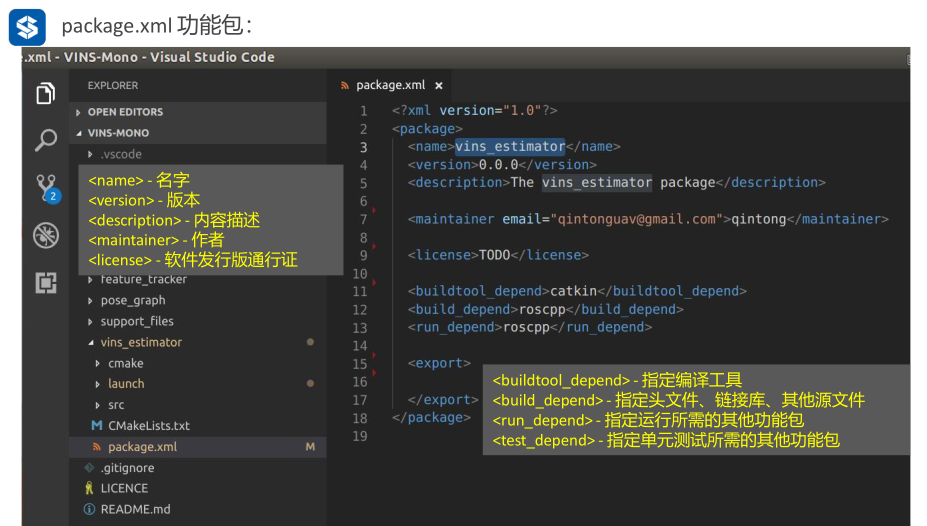 package.xml 功能包：
.xml - VINS-Mono - Visual Studio Code
EXPLORER
OPEN EDITORS
VINS-MONO
.vscode
<name> - 名字
<version> - 版本
<description> - 内容描述
<maintainer> - 作者
<license> - 软件发行版通行证
feature_tracker
pose_graph
support_files
vins_estimator
cmake
launch
src
CMakeLists.txt
package.xml M
.gitignore
LICENCE
README.md
2
package.xml ×
1 <?xml version="1.0"?>
2 <package>
3 <name>vins_estimator</name>
4 <version>0.0.0</version>
5 <description>The vins_estimator package</description>
6
7 <maintainer email="qintonguav@gmail.com">qintong</maintainer>
8
9 <license>TODO</license>
10
11 <buildtool_depend>catkin</buildtool_depend>
12 <build_depend>roscpp</build_depend>
13 <run_depend>roscpp</run_depend>
14
15 <export>
16
17 </export>
18 </package>
19
<buildtool_depend> - 指定编译工具
<build_depend> - 指定头文件、链接库、其他源文件
<run_depend> - 指定运行所需的其他功能包
<test_depend> - 指定单元测试所需的其他功能包